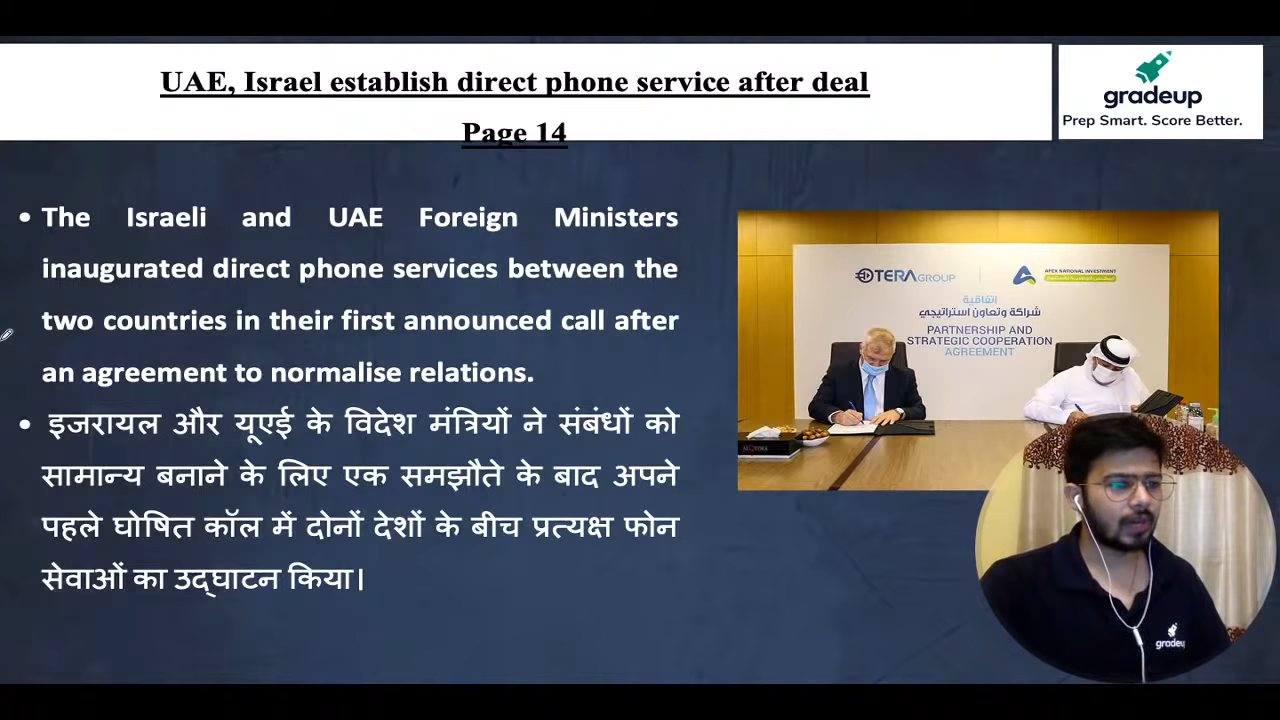 UAE, Israel establish direct phone service after deal
Page 14
gradeup
Prep Smart. Score Better.
• The Israeli and UAE Foreign Ministers
inaugurated direct phone services between the
two countries in their first announced call after
an agreement to normalise relations.
• इजरायल और यूएई के विदेश मंत्रियों ने संबंधों को
सामान्य बनाने के लिए एक समझौते के बाद अपने
पहले घोषित कॉल में दोनों देशों के बीच प्रत्यक्ष फोन
सेवाओं का उद्घाटन किया।
TERA GROUP
APEX NATIONAL INVESTMENT
اتفاقية
شراكة وتعاون استراتيجي
PARTNERSHIP AND
STRATEGIC COOPERATION
AGREEMENT
gradeup